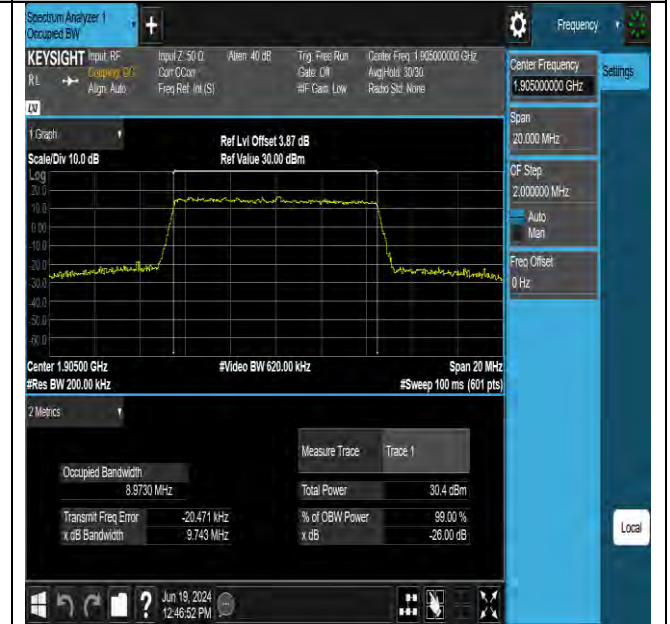 Spectrum Analyzer 1
Occupied BW
+
Frequency
KEYSIGHT Input: RF Input Z: 50 Ω Atten: 40 dB Trig: Free Run Center Freq: 1.905000000 GHz
RL Coupling: DC Corr CCorr Gate: Off Avg|Hold: 30/30
Align: Auto Freq Ref: Int (S) #IF Gain: Low Radio Std: None
LXI
Center Frequency
1.905000000 GHz
Settings
Span
20.000 MHz
CF Step
2.000000 MHz
Auto
Man
Freq Offset
0 Hz
1 Graph
Ref Lvl Offset 3.87 dB
Scale/Div 10.0 dB Ref Value 30.00 dBm
Log
20.0
10.0
0.00
-10.0
-20.0
-30.0
-40.0
-50.0
-60.0
Center 1.90500 GHz #Video BW 620.00 kHz Span 20 MHz
#Res BW 200.00 kHz #Sweep 100 ms (601 pts)
2 Metrics
Measure Trace Trace 1
Occupied Bandwidth
8.9730 MHz Total Power 30.4 dBm
Transmit Freq Error -20.471 kHz % of OBW Power 99.00 %
x dB Bandwidth 9.743 MHz x dB -26.00 dB
Local
? Jun 19, 2024
12:46:52 PM